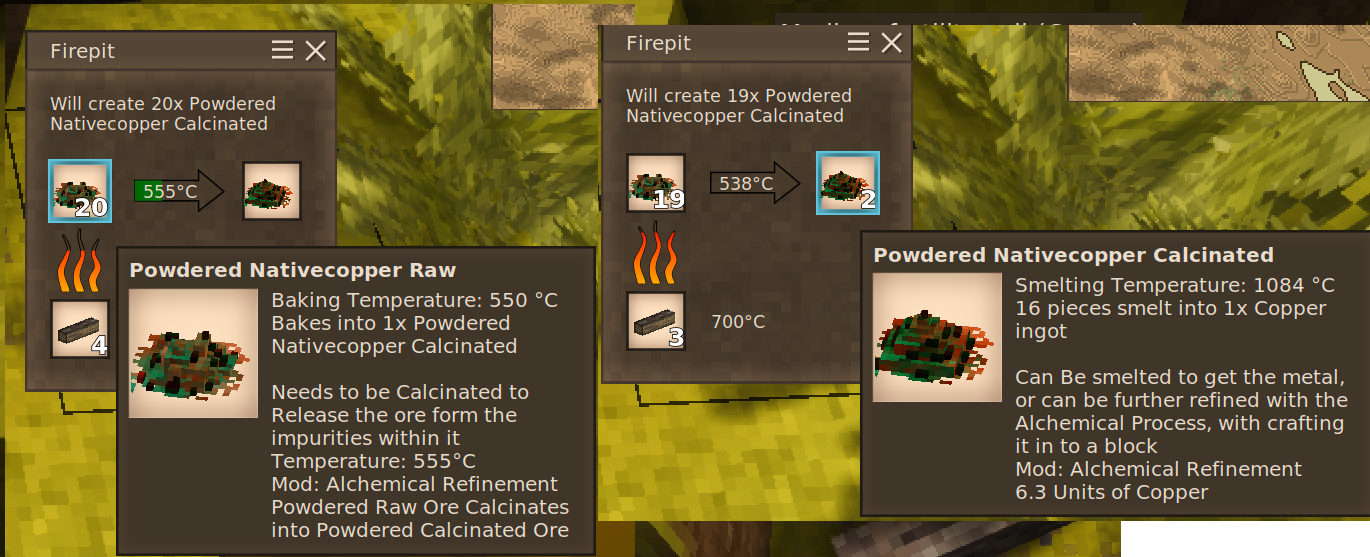 Firepit
Will create 20x Powdered
Nativecopper Calcinated
20
555°C
4
Powdered Nativecopper Raw
Baking Temperature: 550 °C
Bakes into 1x Powdered
Nativecopper Calcinated
Needs to be Calcinated to
Release the ore form the
impurities within it
Temperature: 555°C
Mod: Alchemical Refinement
Powdered Raw Ore Calcinates
into Powdered Calcinated Ore
Firepit
Will create 19x Powdered
Nativecopper Calcinated
19
538°C
2
3
700°C
Powdered Nativecopper Calcinated
Smelting Temperature: 1084 °C
16 pieces smelt into 1x Copper
ingot
Can Be smelted to get the metal,
or can be further refined with the
Alchemical Process, with crafting
it in to a block
Mod: Alchemical Refinement
6.3 Units of Copper